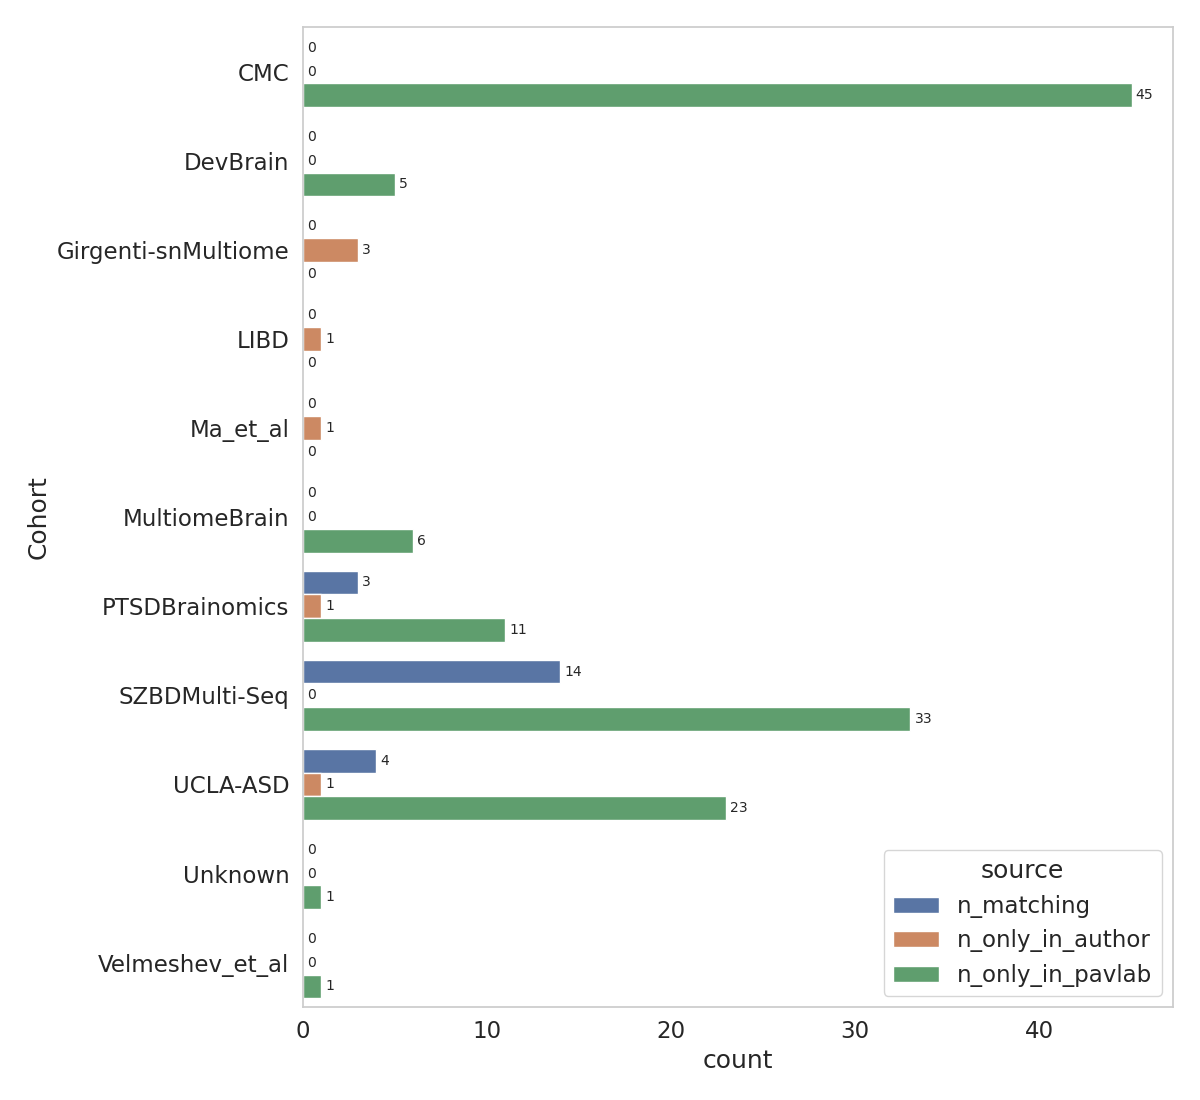 CMC
0
0
45
DevBrain
0
0
5
Girgenti-snMultiome
0
3
0
LIBD
0
1
0
Ma_et_al
0
1
0
MultiomeBrain
0
0
6
PTSDBrainomics
3
1
11
SZBDMulti-Seq
14
0
33
UCLA-ASD
4
1
23
Unknown
0
0
1
Velmeshev_et_al
0
0
1
Cohort
source
n_matching
n_only_in_author
n_only_in_pavlab
0 10 20 30 40
count